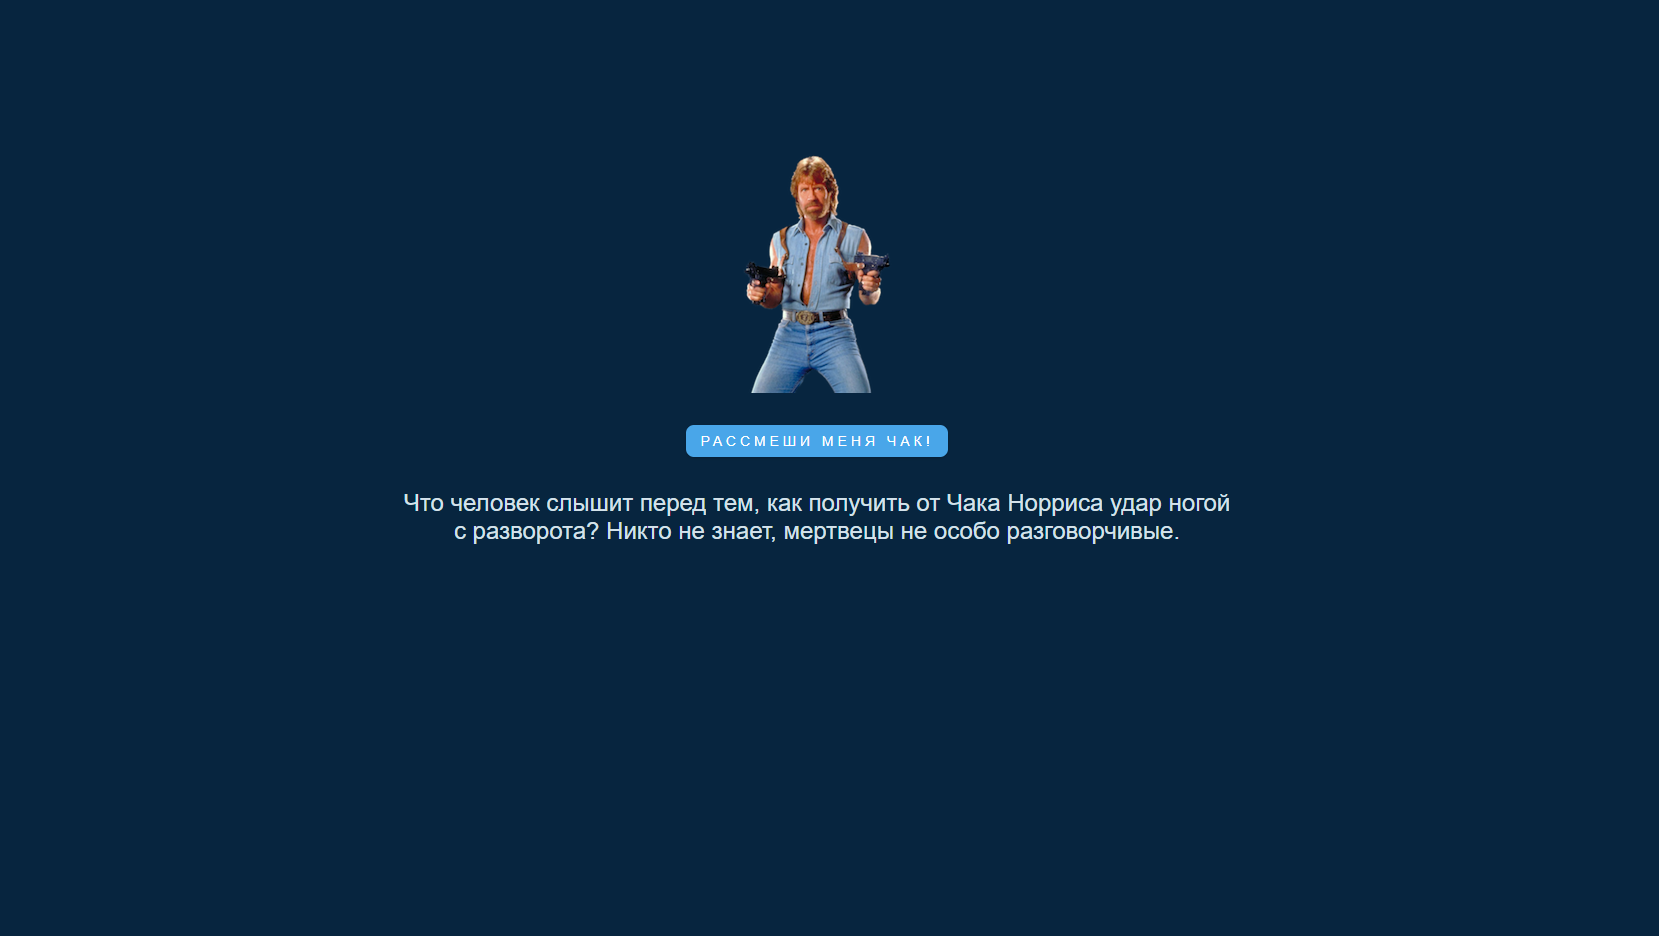 РАССМЕШИ МЕНЯ ЧАК!
Что человек слышит перед тем, как получить от Чака Норриса удар ногой
с разворота? Никто не знает, мертвецы не особо разговорчивые.